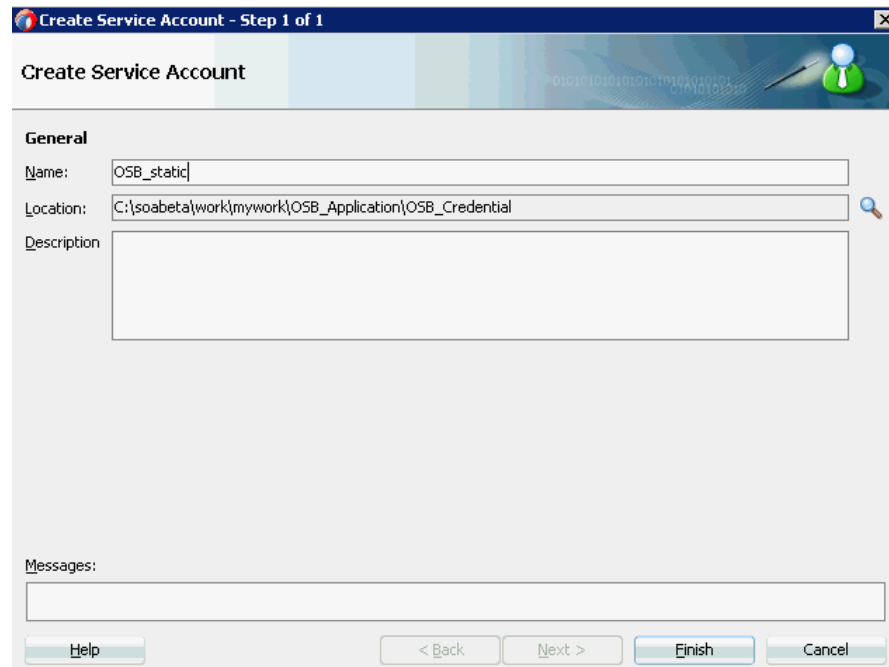 Create Service Account - Step 1 of 1
Create Service Account
General
Name: OSB_static
Location: C:\soabeta\work\mywork\OSB_Application\OSB_Credential
Description
Messages:
Help < Back Next > Finish Cancel